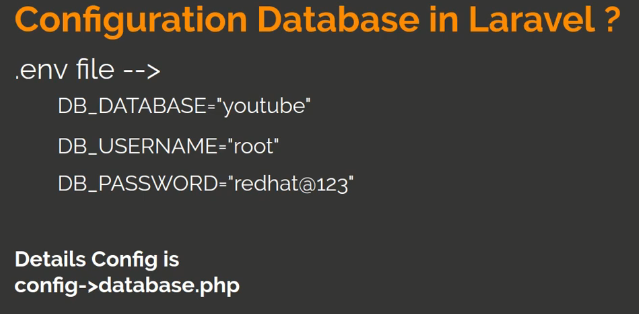 Configuration Database in Laravel ?
.env file -->
DB_DATABASE="youtube"
DB_USERNAME="root"
DB_PASSWORD="redhat@123"
Details Config is
config->database.php